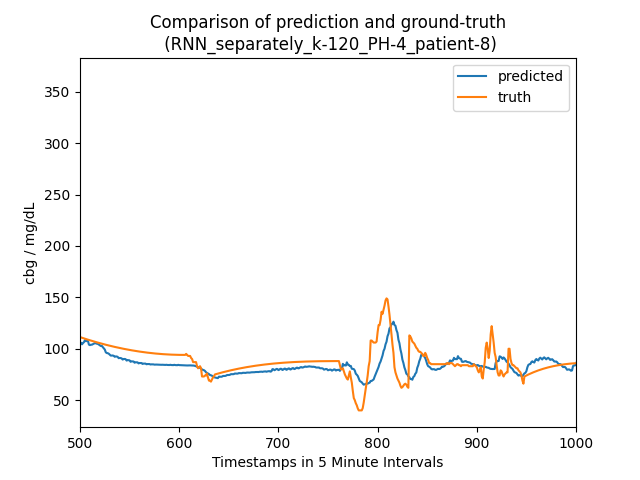 Comparison of prediction and ground-truth
(RNN_separately_k-120_PH-4_patient-8)
predicted
truth
350
300
250
200
150
100
50
cbg / mg/dL
500
600
700
800
900
1000
Timestamps in 5 Minute Intervals